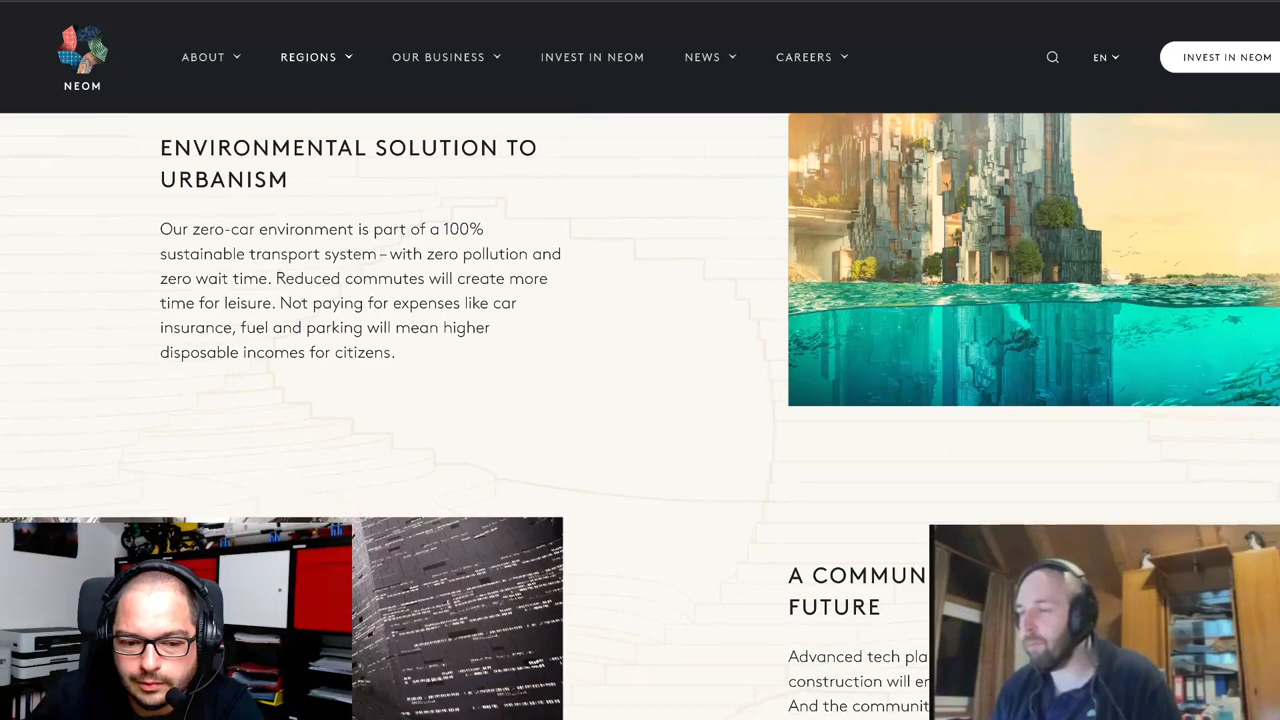 NEOM
ABOUT
REGIONS
OUR BUSINESS
INVEST IN NEOM
NEWS
CAREERS
EN
INVEST IN NEOM
ENVIRONMENTAL SOLUTION TO
URBANISM
Our zero-car environment is part of a 100%
sustainable transport system – with zero pollution and
zero wait time. Reduced commutes will create more
time for leisure. Not paying for expenses like car
insurance, fuel and parking will mean higher
disposable incomes for citizens.
A COMMUN
FUTURE
Advanced tech pla
construction will er
And the communit